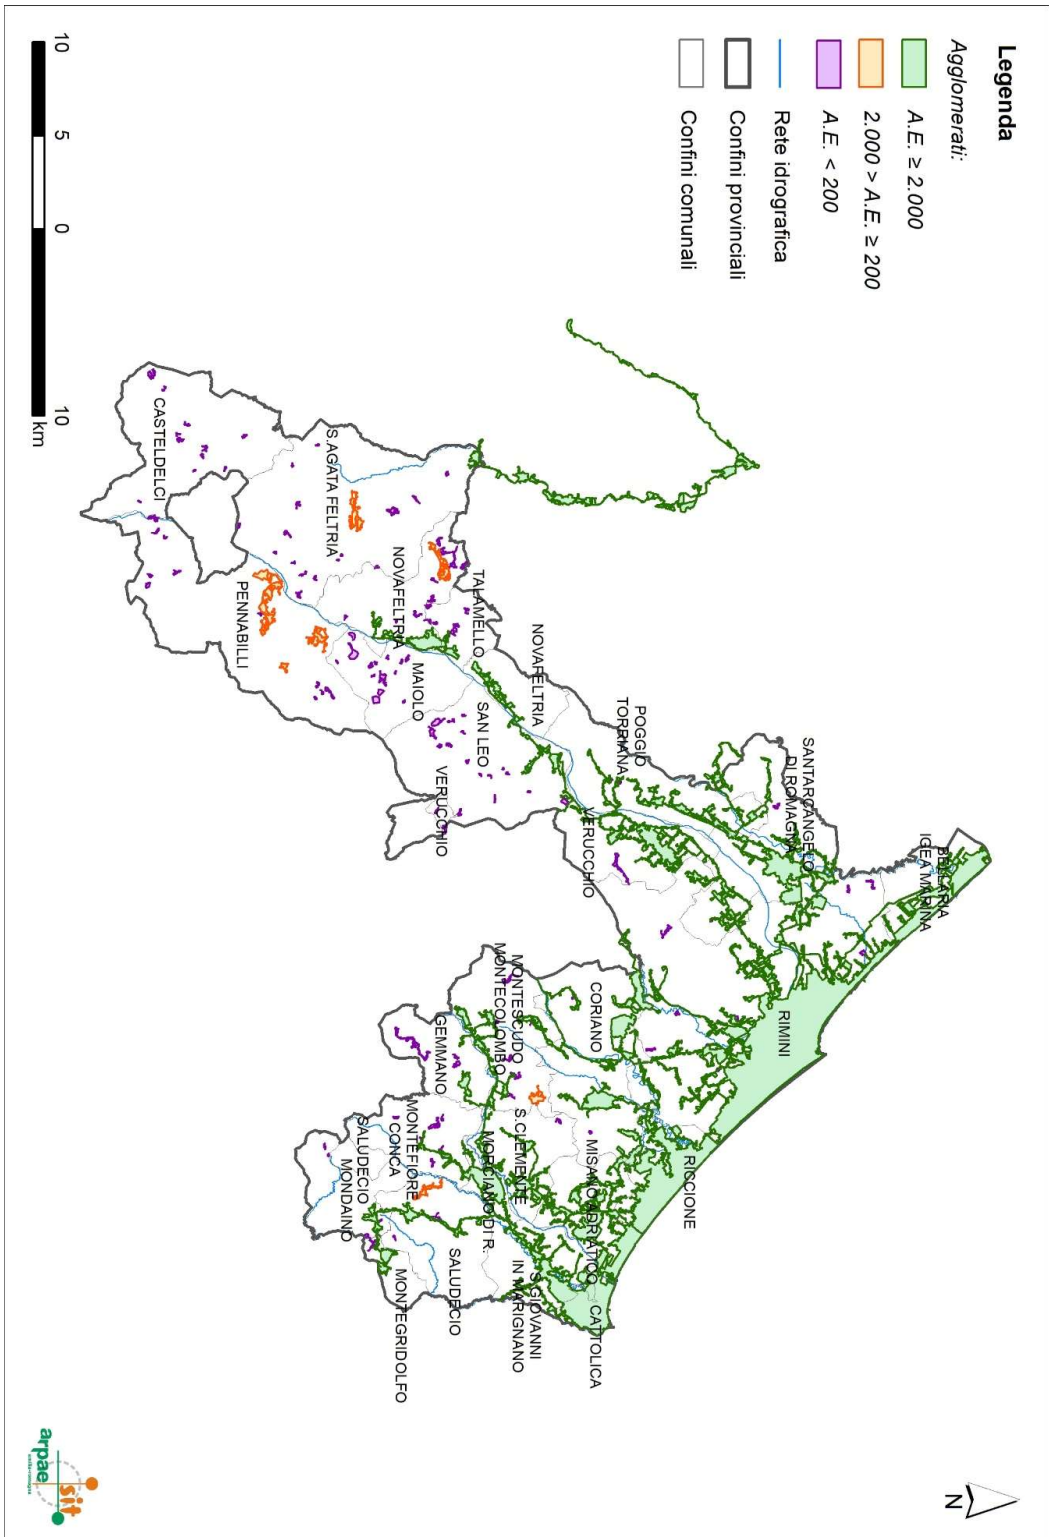 Legenda
Agglomerati:
A.E. ≥ 2.000
2.000 > A.E. ≥ 200
A.E. < 200
Rete idrografica
Confini provinciali
Confini comunali
BELLARIA
IGEA MARINA
SANTARCANGELO
DI ROMAGNA
RIMINI
POGGIO
TORRIANA
VERUCCHIO
CORIANO
RICCIONE
NOVAFELTRIA
TALAMELLO
SAN LEO
VERUCCHIO
MONTESCUDO
MONTECOLOMBO
S.CLEMENTE
MISANO ADRIATICO
CATTOLICA
S.GIOVANNI
IN MARIGNANO
NOVAFELTRIA
MAIOLO
GEMMANO
MORCIANO DI R.
MONTEFIORE
CONCA
SALUDECIO
S.AGATA FELTRIA
SALUDECIO
MONDAINO
MONTEGRIDOLFO
PENNABILLI
CASTELDELCI
10 5 0 10
km
N
sit
arpae
emilia-romagna